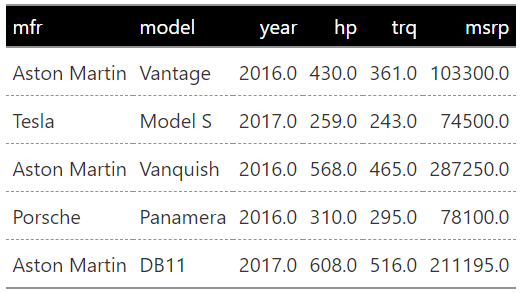 mfr model year hp trq msrp
Aston Martin Vantage 2016.0 430.0 361.0 103300.0
Tesla Model S 2017.0 259.0 243.0 74500.0
Aston Martin Vanquish 2016.0 568.0 465.0 287250.0
Porsche Panamera 2016.0 310.0 295.0 78100.0
Aston Martin DB11 2017.0 608.0 516.0 211195.0